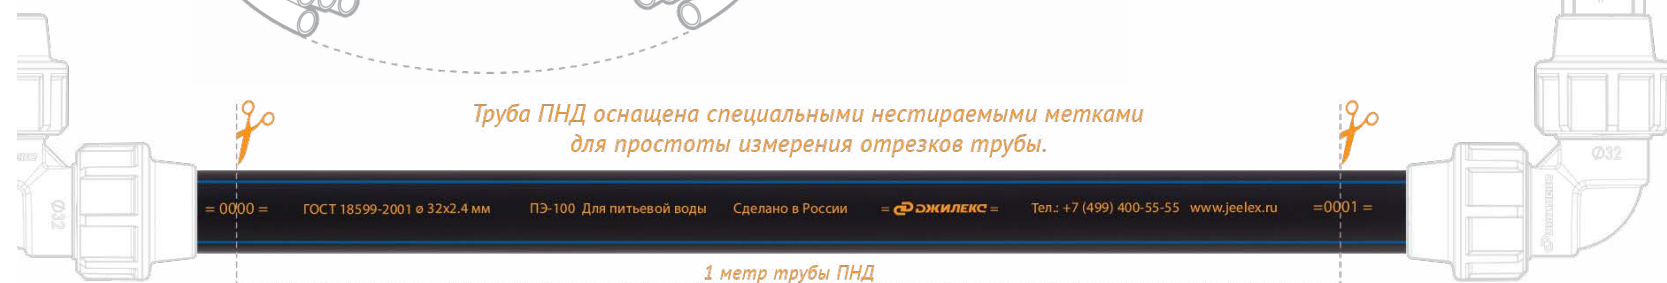 Труба ПНД оснащена специальными нестираемыми метками
для простоты измерения отрезков трубы.
= 0000 = ГОСТ 18599-2001 ø 32x2.4 мм ПЭ-100 Для питьевой воды Сделано в России = ДЖИЛЕКС = Тел.: +7 (499) 400-55-55 www.jeelex.ru =0001 =
Ø32
Ø32
1 метр трубы ПНД